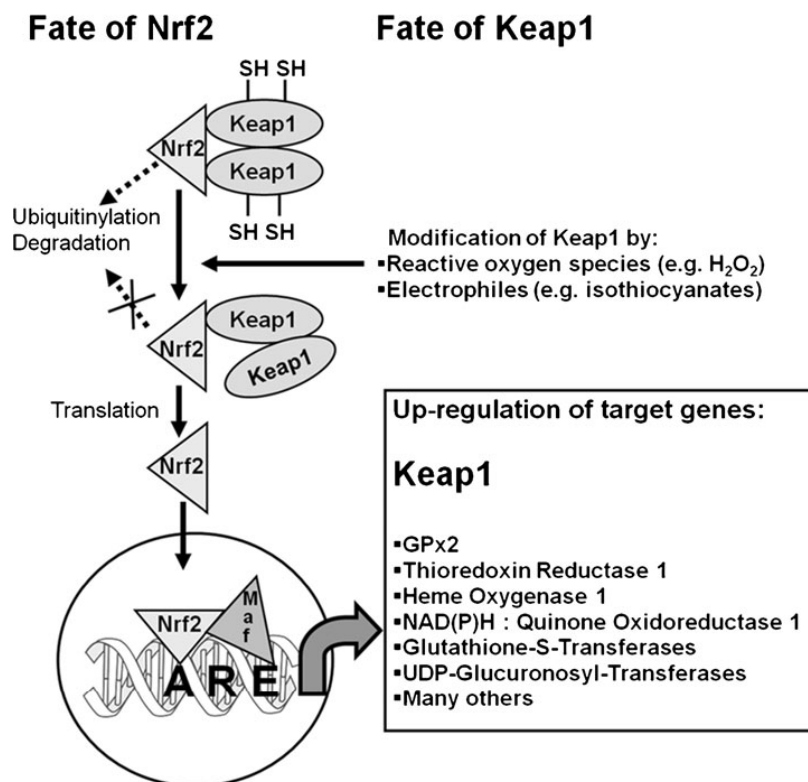 Fate of Nrf2
Fate of Keap1
SH SH
Keap1
Nrf2
Keap1
SH SH
Ubiquitinylation
Degradation
Modification of Keap1 by:
▪Reactive oxygen species (e.g. H₂O₂)
▪Electrophiles (e.g. isothiocyanates)
Keap1
Nrf2
Keap1
Translation
Nrf2
Up-regulation of target genes:
Keap1
▪GPx2
▪Thioredoxin Reductase 1
▪Heme Oxygenase 1
▪NAD(P)H : Quinone Oxidoreductase 1
▪Glutathione-S-Transferases
▪UDP-Glucuronosyl-Transferases
▪Many others
Nrf2
Maf
ARE